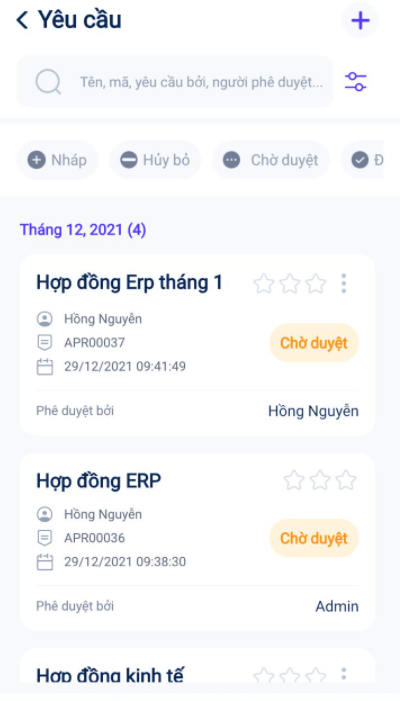 Yêu cầu
Tên, mã, yêu cầu bởi, người phê duyệt...
Nháp Hủy bỏ Chờ duyệt Đ
Tháng 12, 2021 (4)
Hợp đồng Erp tháng 1
Hồng Nguyễn
APR00037
Chờ duyệt
29/12/2021 09:41:49
Phê duyệt bởi Hồng Nguyễn
Hợp đồng ERP
Hồng Nguyễn
APR00036
Chờ duyệt
29/12/2021 09:38:30
Phê duyệt bởi Admin
Hợp đồng kinh tế